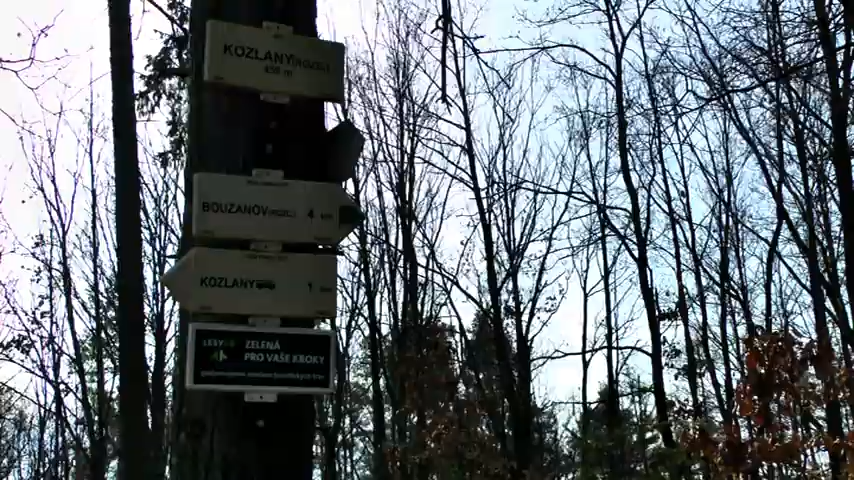 KOZLANY (ROZC.)
458 m
BOUZANOV (ROZC.) 4 km
KOZLANY 1 km
LESY ČR ZELENÁ
PRO VAŠE KROKY